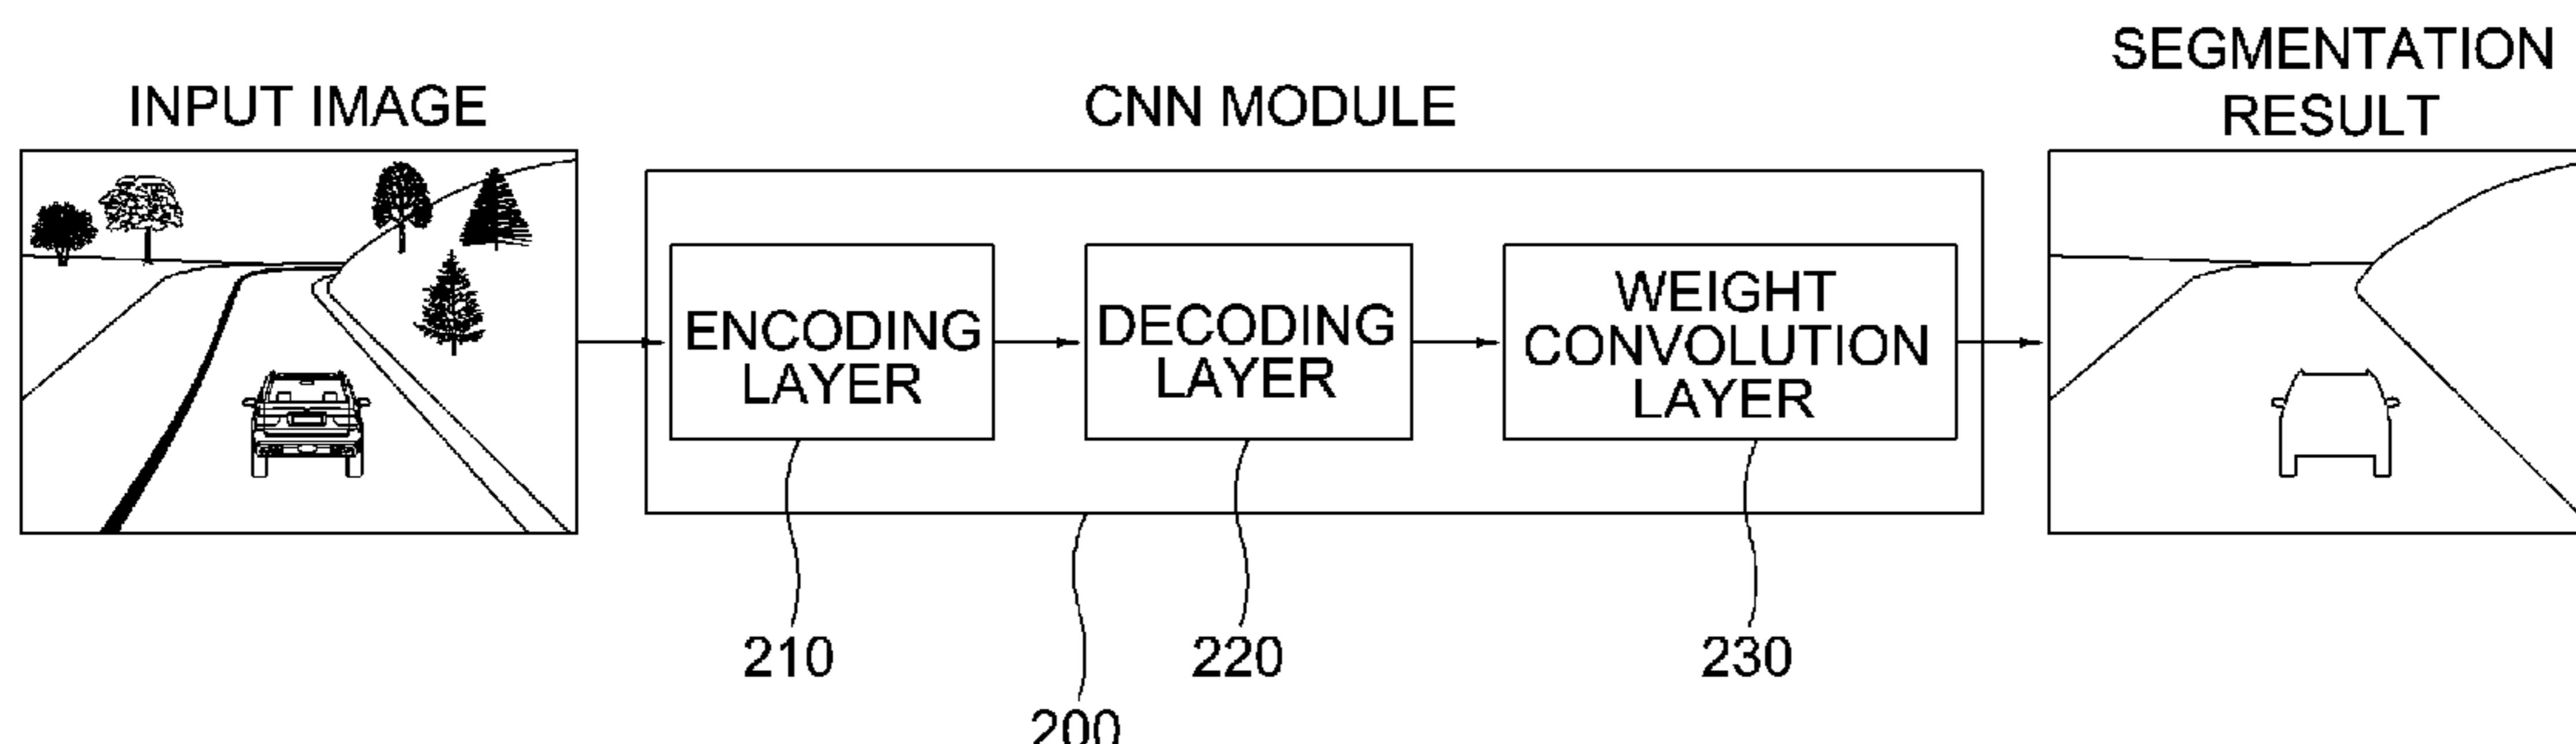 INPUT IMAGE
CNN MODULE
SEGMENTATION
RESULT
ENCODING
LAYER
DECODING
LAYER
WEIGHT
CONVOLUTION
LAYER
210
220
230
200